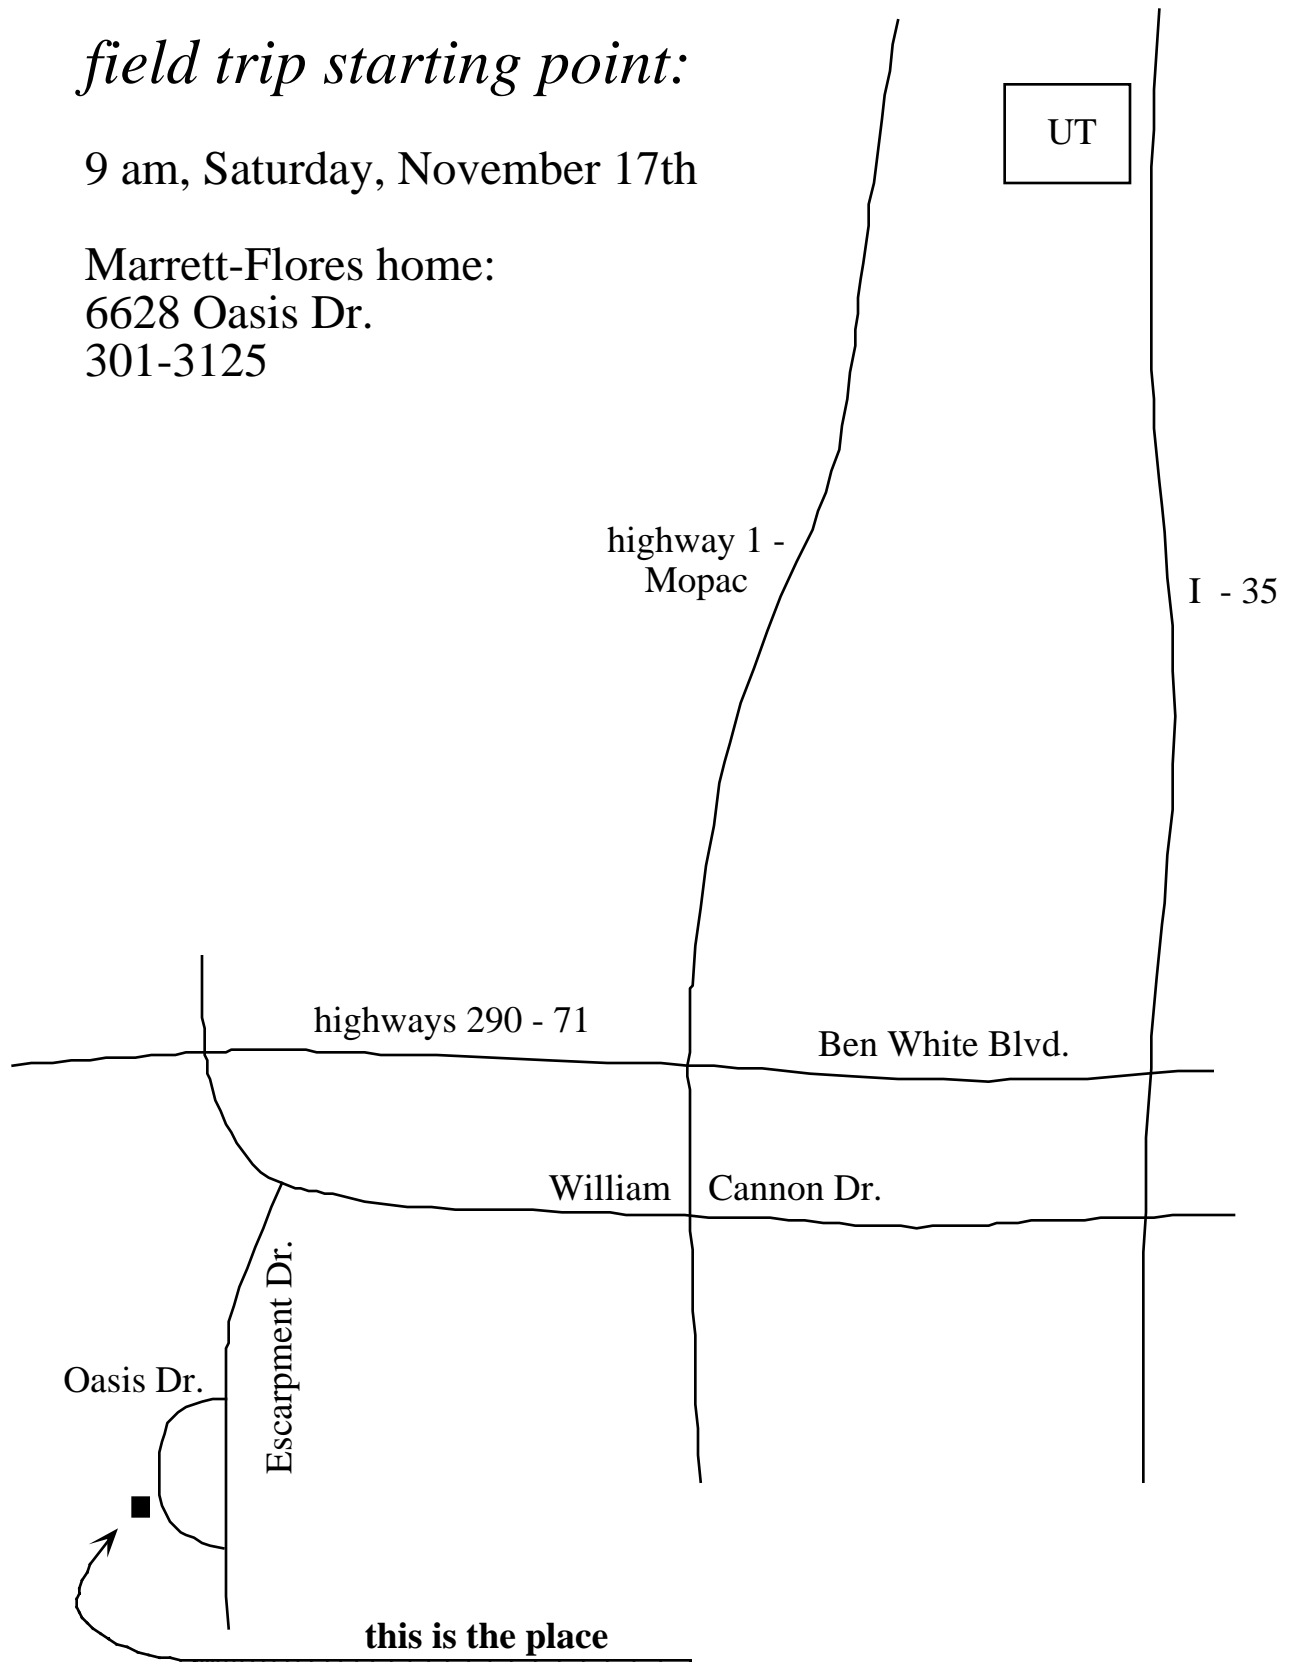 field trip starting point:
9 am, Saturday, November 17th
Marrett-Flores home:
6628 Oasis Dr.
301-3125
UT
highway 1 -
Mopac
I - 35
highways 290 - 71
Ben White Blvd.
William Cannon Dr.
Escarpment Dr.
Oasis Dr.
this is the place